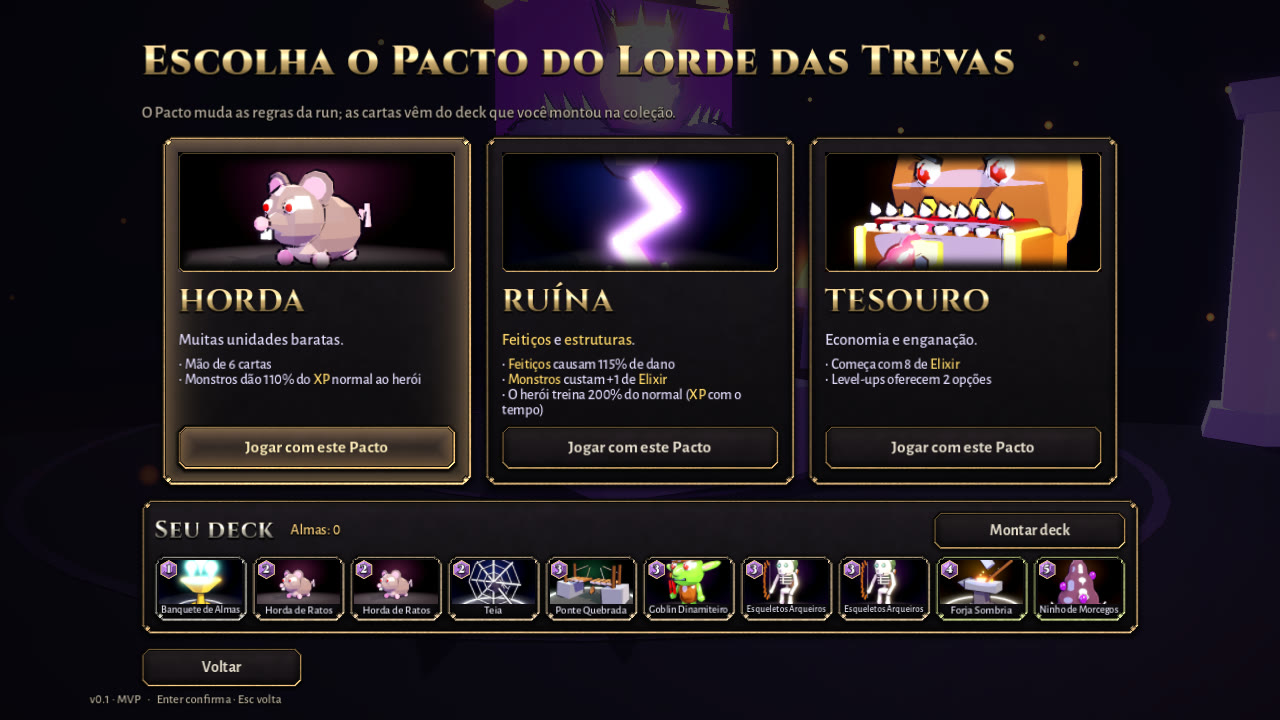 Escolha o Pacto do Lorde das Trevas
O Pacto muda as regras da run; as cartas vêm do deck que você montou na coleção.
HORDA
Muitas unidades baratas.
· Mão de 6 cartas
· Monstros dão 110% do XP normal ao herói
Jogar com este Pacto
RUÍNA
Feitiços e estruturas.
· Feitiços causam 115% de dano
· Monstros custam +1 de Elixir
· O herói treina 200% do normal (XP com o
tempo)
Jogar com este Pacto
TESOURO
Economia e enganação.
· Começa com 8 de Elixir
· Level-ups oferecem 2 opções
Jogar com este Pacto
Seu deck
Almas: 0
Montar deck
1
Banquete de Almas
2
Horda de Ratos
2
Horda de Ratos
2
Teia
3
Ponte Quebrada
3
Goblin Dinamiteiro
3
Esqueletos Arqueiros
3
Esqueletos Arqueiros
4
Forja Sombria
5
Ninho de Morcegos
Voltar
v0.1 · MVP · Enter confirma · Esc volta